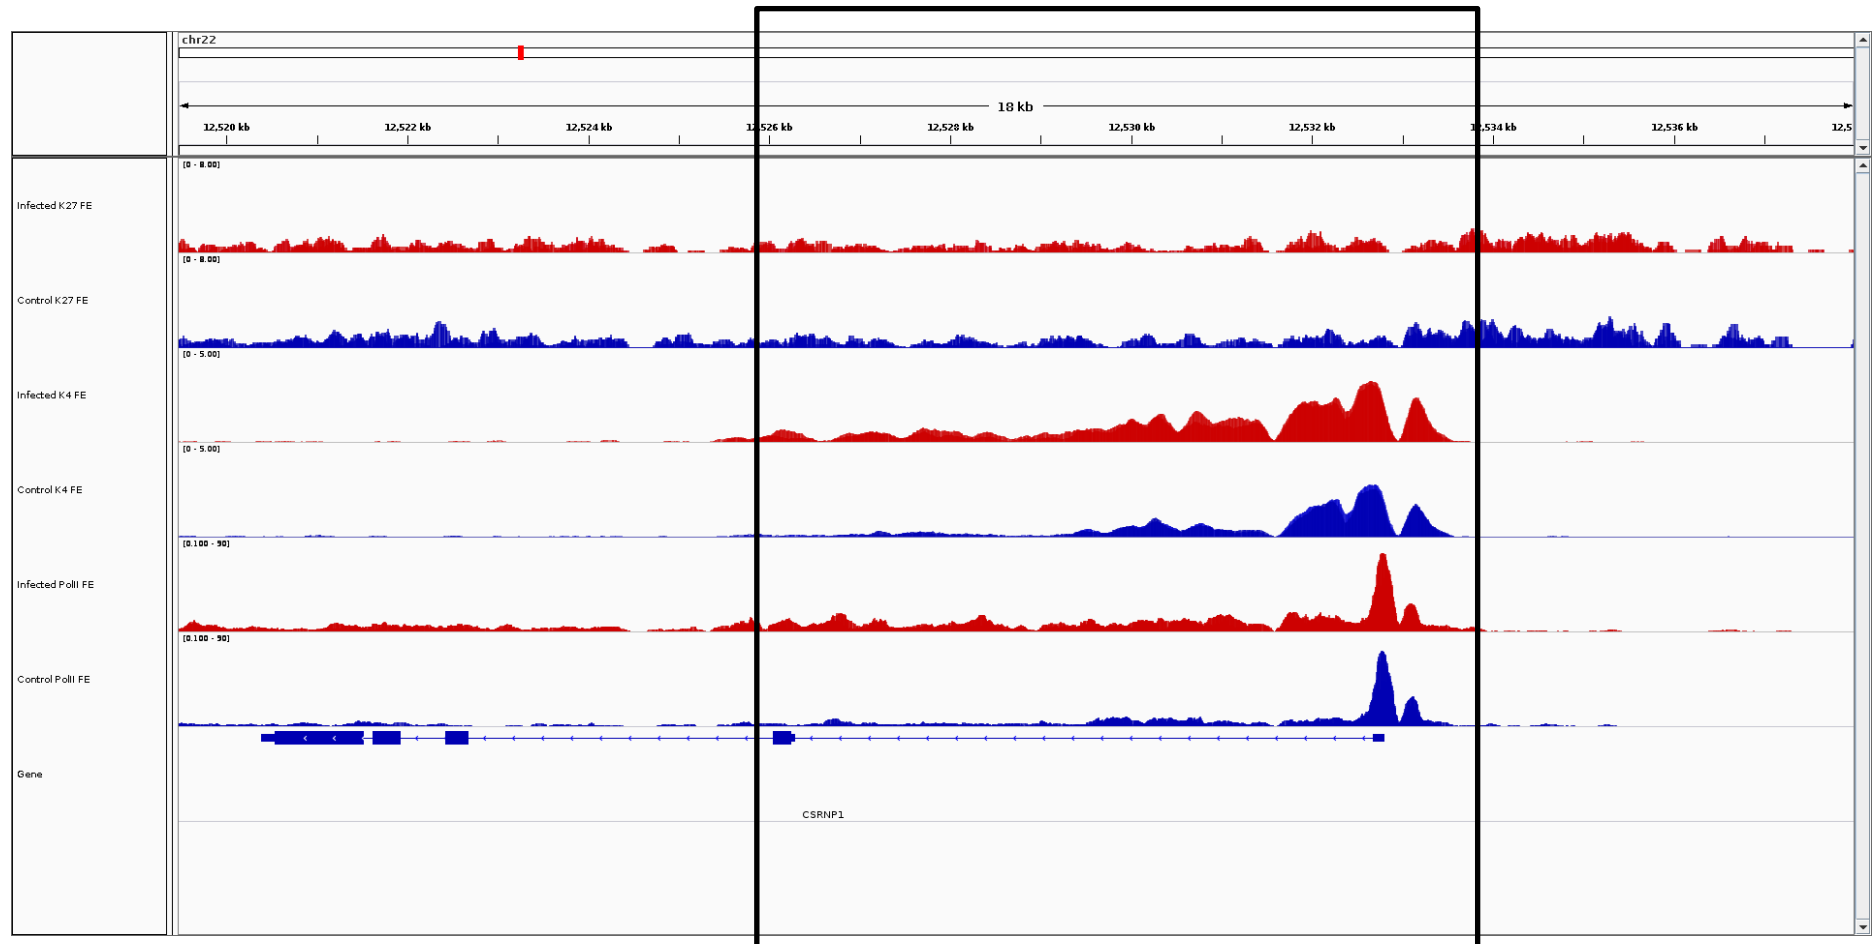 chr22
18 kb
12,520 kb 12,522 kb 12,524 kb 12,526 kb 12,528 kb 12,530 kb 12,532 kb 12,534 kb 12,536 kb 12,5
[0 - 8.00]
Infected K27 FE
[0 - 8.00]
Control K27 FE
[0 - 5.00]
Infected K4 FE
[0 - 5.00]
Control K4 FE
[0.100 - 90]
Infected PolII FE
[0.100 - 90]
Control PolII FE
Gene
CSRNP1